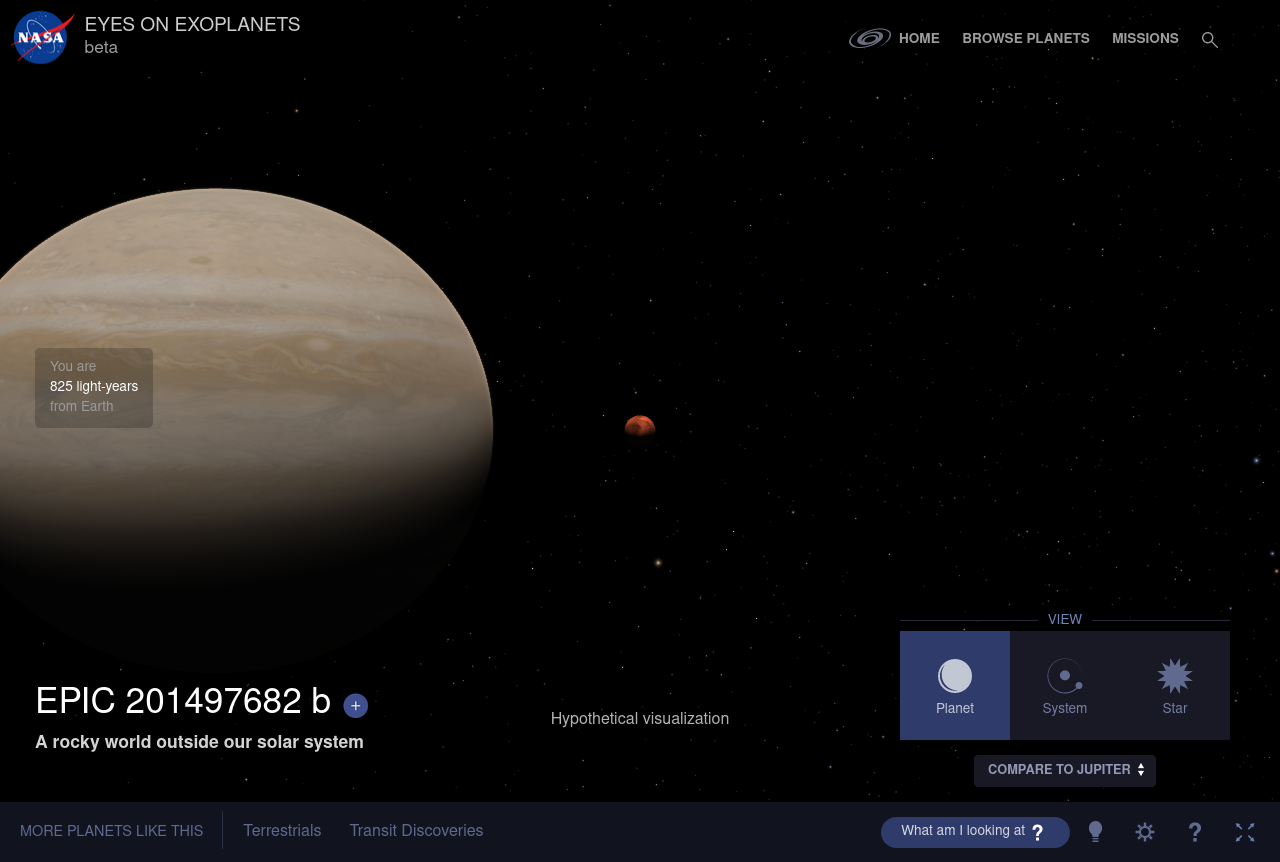 NASA
EYES ON EXOPLANETS
beta
HOME
BROWSE PLANETS
MISSIONS
You are
825 light-years
from Earth
VIEW
Planet
System
Star
EPIC 201497682 b +
A rocky world outside our solar system
Hypothetical visualization
COMPARE TO JUPITER
MORE PLANETS LIKE THIS
Terrestrials
Transit Discoveries
What am I looking at ?
?